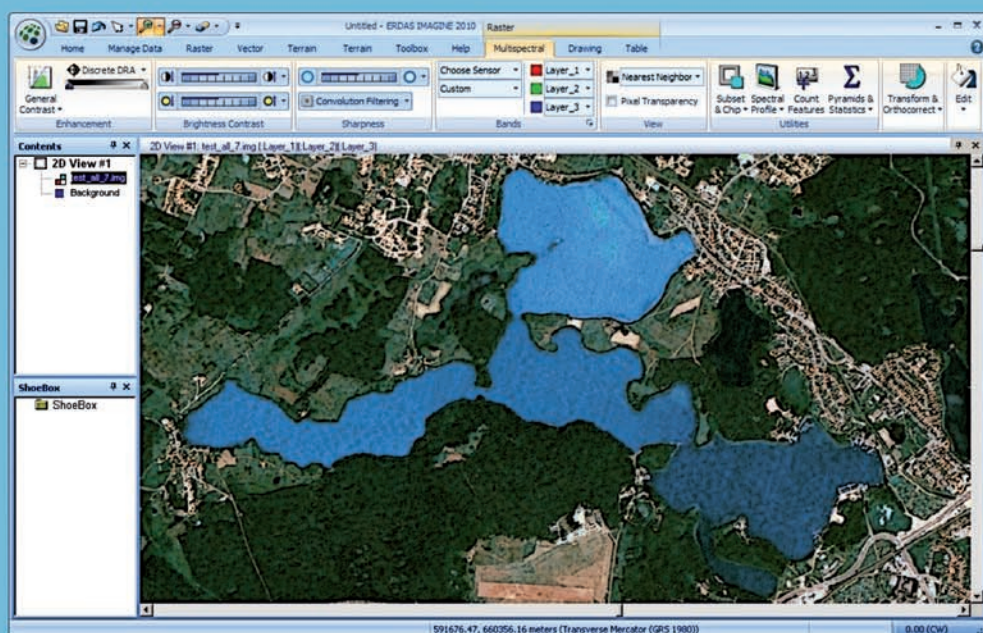 Untitled - ERDAS IMAGINE 2010
Raster
Home
Manage Data
Raster
Vector
Terrain
Terrain
Toolbox
Help
Multispectral
Drawing
Table
General Contrast
Discrete DRA
Enhancement
Brightness Contrast
Convolution Filtering
Sharpness
Choose Sensor
Custom
Layer_1
Layer_2
Layer_3
Bands
Nearest Neighbor
Pixel Transparency
View
Subset & Chip
Spectral Profile
Count Features
Pyramids & Statistics
Utilities
Transform & Orthocorrect
Edit
Contents
2D View #1
test_all_7.img
Background
2D View #1: test_all_7.img (:Layer_1)(:Layer_2)(:Layer_3)
ShoeBox
ShoeBox
591676.47, 660356.16 meters (Transverse Mercator (GRS 1980))
0.00 (CW)